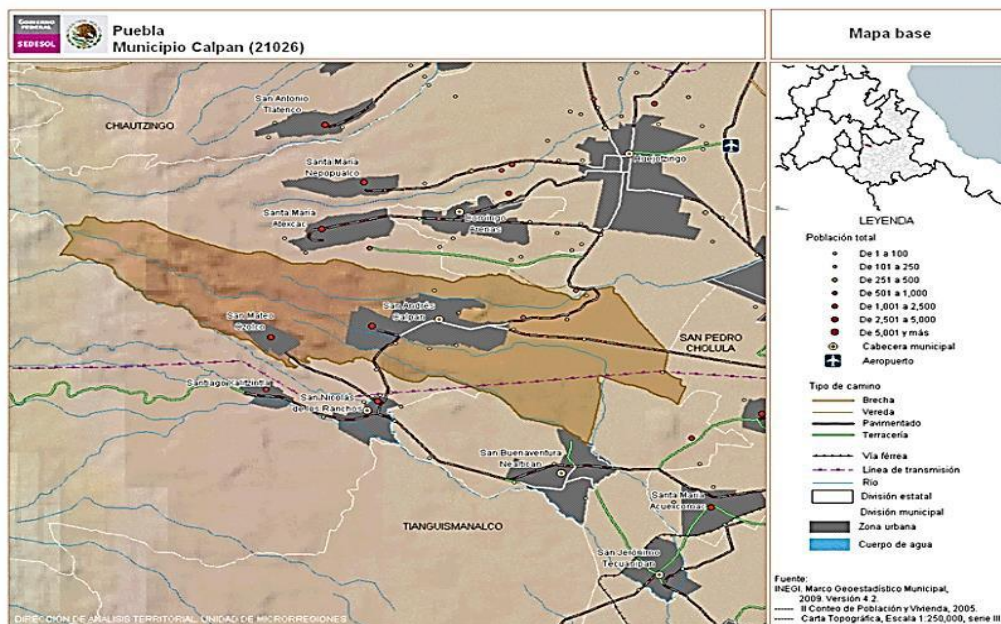 GOBIERNO
FEDERAL
SEDESOL
Puebla
Municipio Calpan (21026)
Mapa base
San Antonio
Tlatenco
CHIAUTZINGO
Huejotzingo
Santa María
Nepopualco
Santa María
Atexcac
Domingo
Arenas
San Andrés
Calpan
San Mateo
Ozolco
SAN PEDRO
CHOLULA
Santiago Xalitzintla
San Nicolás
de los Ranchos
San Buenaventura
Nealtican
Santa María
Acuexcomac
TIANGUISMANALCO
San Jerónimo
Tecuanipan
DIRECCIÓN DE ANÁLISIS TERRITORIAL, UNIDAD DE MICRORREGIONES
LEYENDA
Población total
De 1 a 100
De 101 a 250
De 251 a 500
De 501 a 1,000
De 1,001 a 2,500
De 2,501 a 5,000
De 5,001 y más
Cabecera municipal
Aeropuerto
Tipo de camino
Brecha
Vereda
Pavimentado
Terracería
Vía férrea
Línea de transmisión
Río
División estatal
División municipal
Zona urbana
Cuerpo de agua
Fuente:
INEGI. Marco Geoestadístico Municipal,
2009. Versión 4.2.
II Conteo de Población y Vivienda, 2005.
Carta Topográfica, Escala 1:250,000, serie III